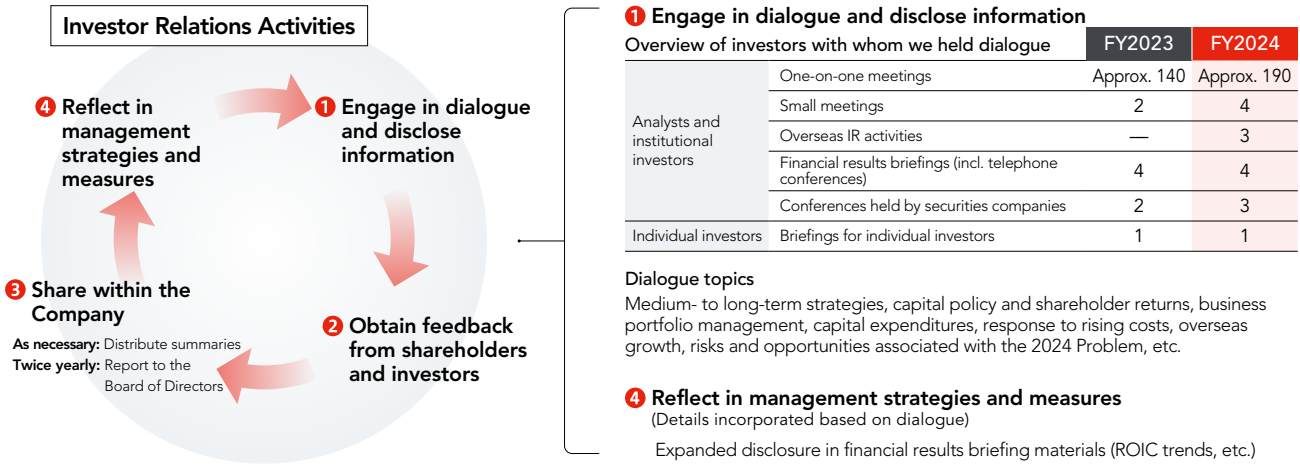 Investor Relations Activities
1 Engage in dialogue
and disclose
information
2 Obtain feedback
from shareholders
and investors
3 Share within the
Company
As necessary: Distribute summaries
Twice yearly: Report to the
Board of Directors
4 Reflect in
management
strategies and
measures
1 Engage in dialogue and disclose information
Overview of investors with whom we held dialogue FY2023 FY2024
Analysts and
institutional
investors
One-on-one meetings Approx. 140 Approx. 190
Small meetings 2 4
Overseas IR activities — 3
Financial results briefings (incl. telephone
conferences) 4 4
Conferences held by securities companies 2 3
Individual investors Briefings for individual investors 1 1
Dialogue topics
Medium- to long-term strategies, capital policy and shareholder returns, business
portfolio management, capital expenditures, response to rising costs, overseas
growth, risks and opportunities associated with the 2024 Problem, etc.
4 Reflect in management strategies and measures
(Details incorporated based on dialogue)
Expanded disclosure in financial results briefing materials (ROIC trends, etc.)